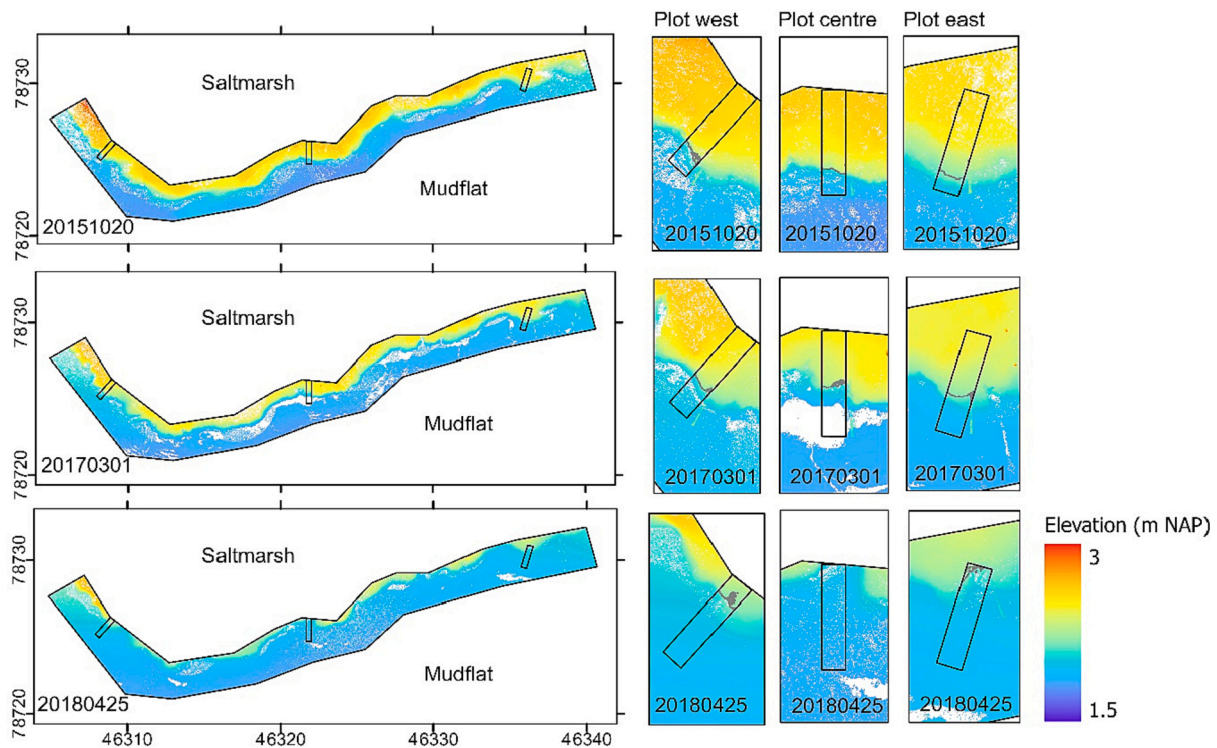 Plot west Plot centre Plot east
78730
Saltmarsh
Mudflat
78720
20151020
20151020 20151020 20151020
78730
Saltmarsh
Mudflat
78720
20170301
20170301 20170301 20170301
78730
Saltmarsh
Mudflat
78720
20180425
20180425 20180425 20180425
46310 46320 46330 46340
Elevation (m NAP)
3
1.5